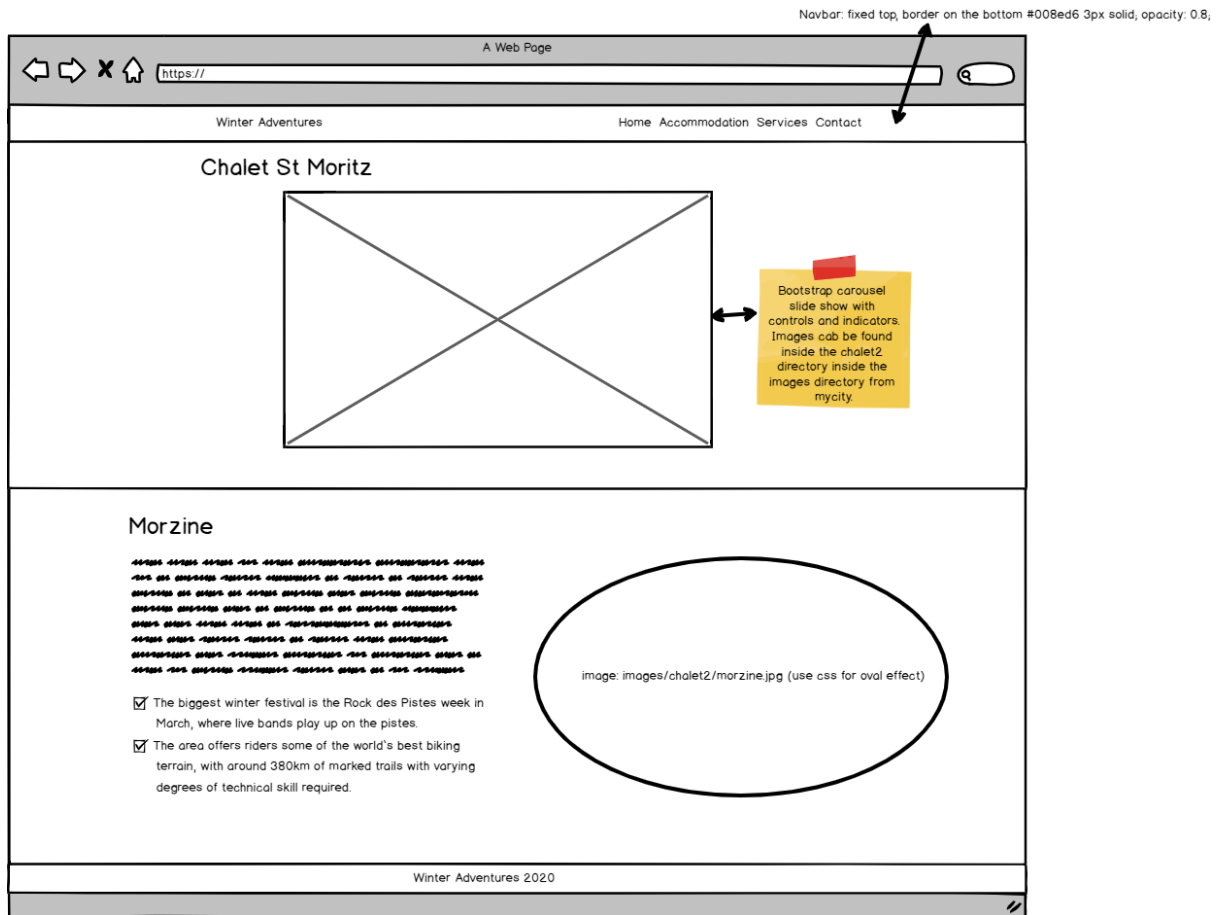 Navbar: fixed top, border on the bottom #008ed6 3px solid; opacity: 0.8;
A Web Page
https://
Winter Adventures
Home Accommodation Services Contact
Chalet St Moritz
Bootstrap carousel
slide show with
controls and indicators.
Images cab be found
inside the chalet2
directory inside the
images directory from
mycity.
Morzine
image: images/chalet2/morzine.jpg (use css for oval effect)
The biggest winter festival is the Rock des Pistes week in
March, where live bands play up on the pistes.
The area offers riders some of the world's best biking
terrain, with around 380km of marked trails with varying
degrees of technical skill required.
Winter Adventures 2020